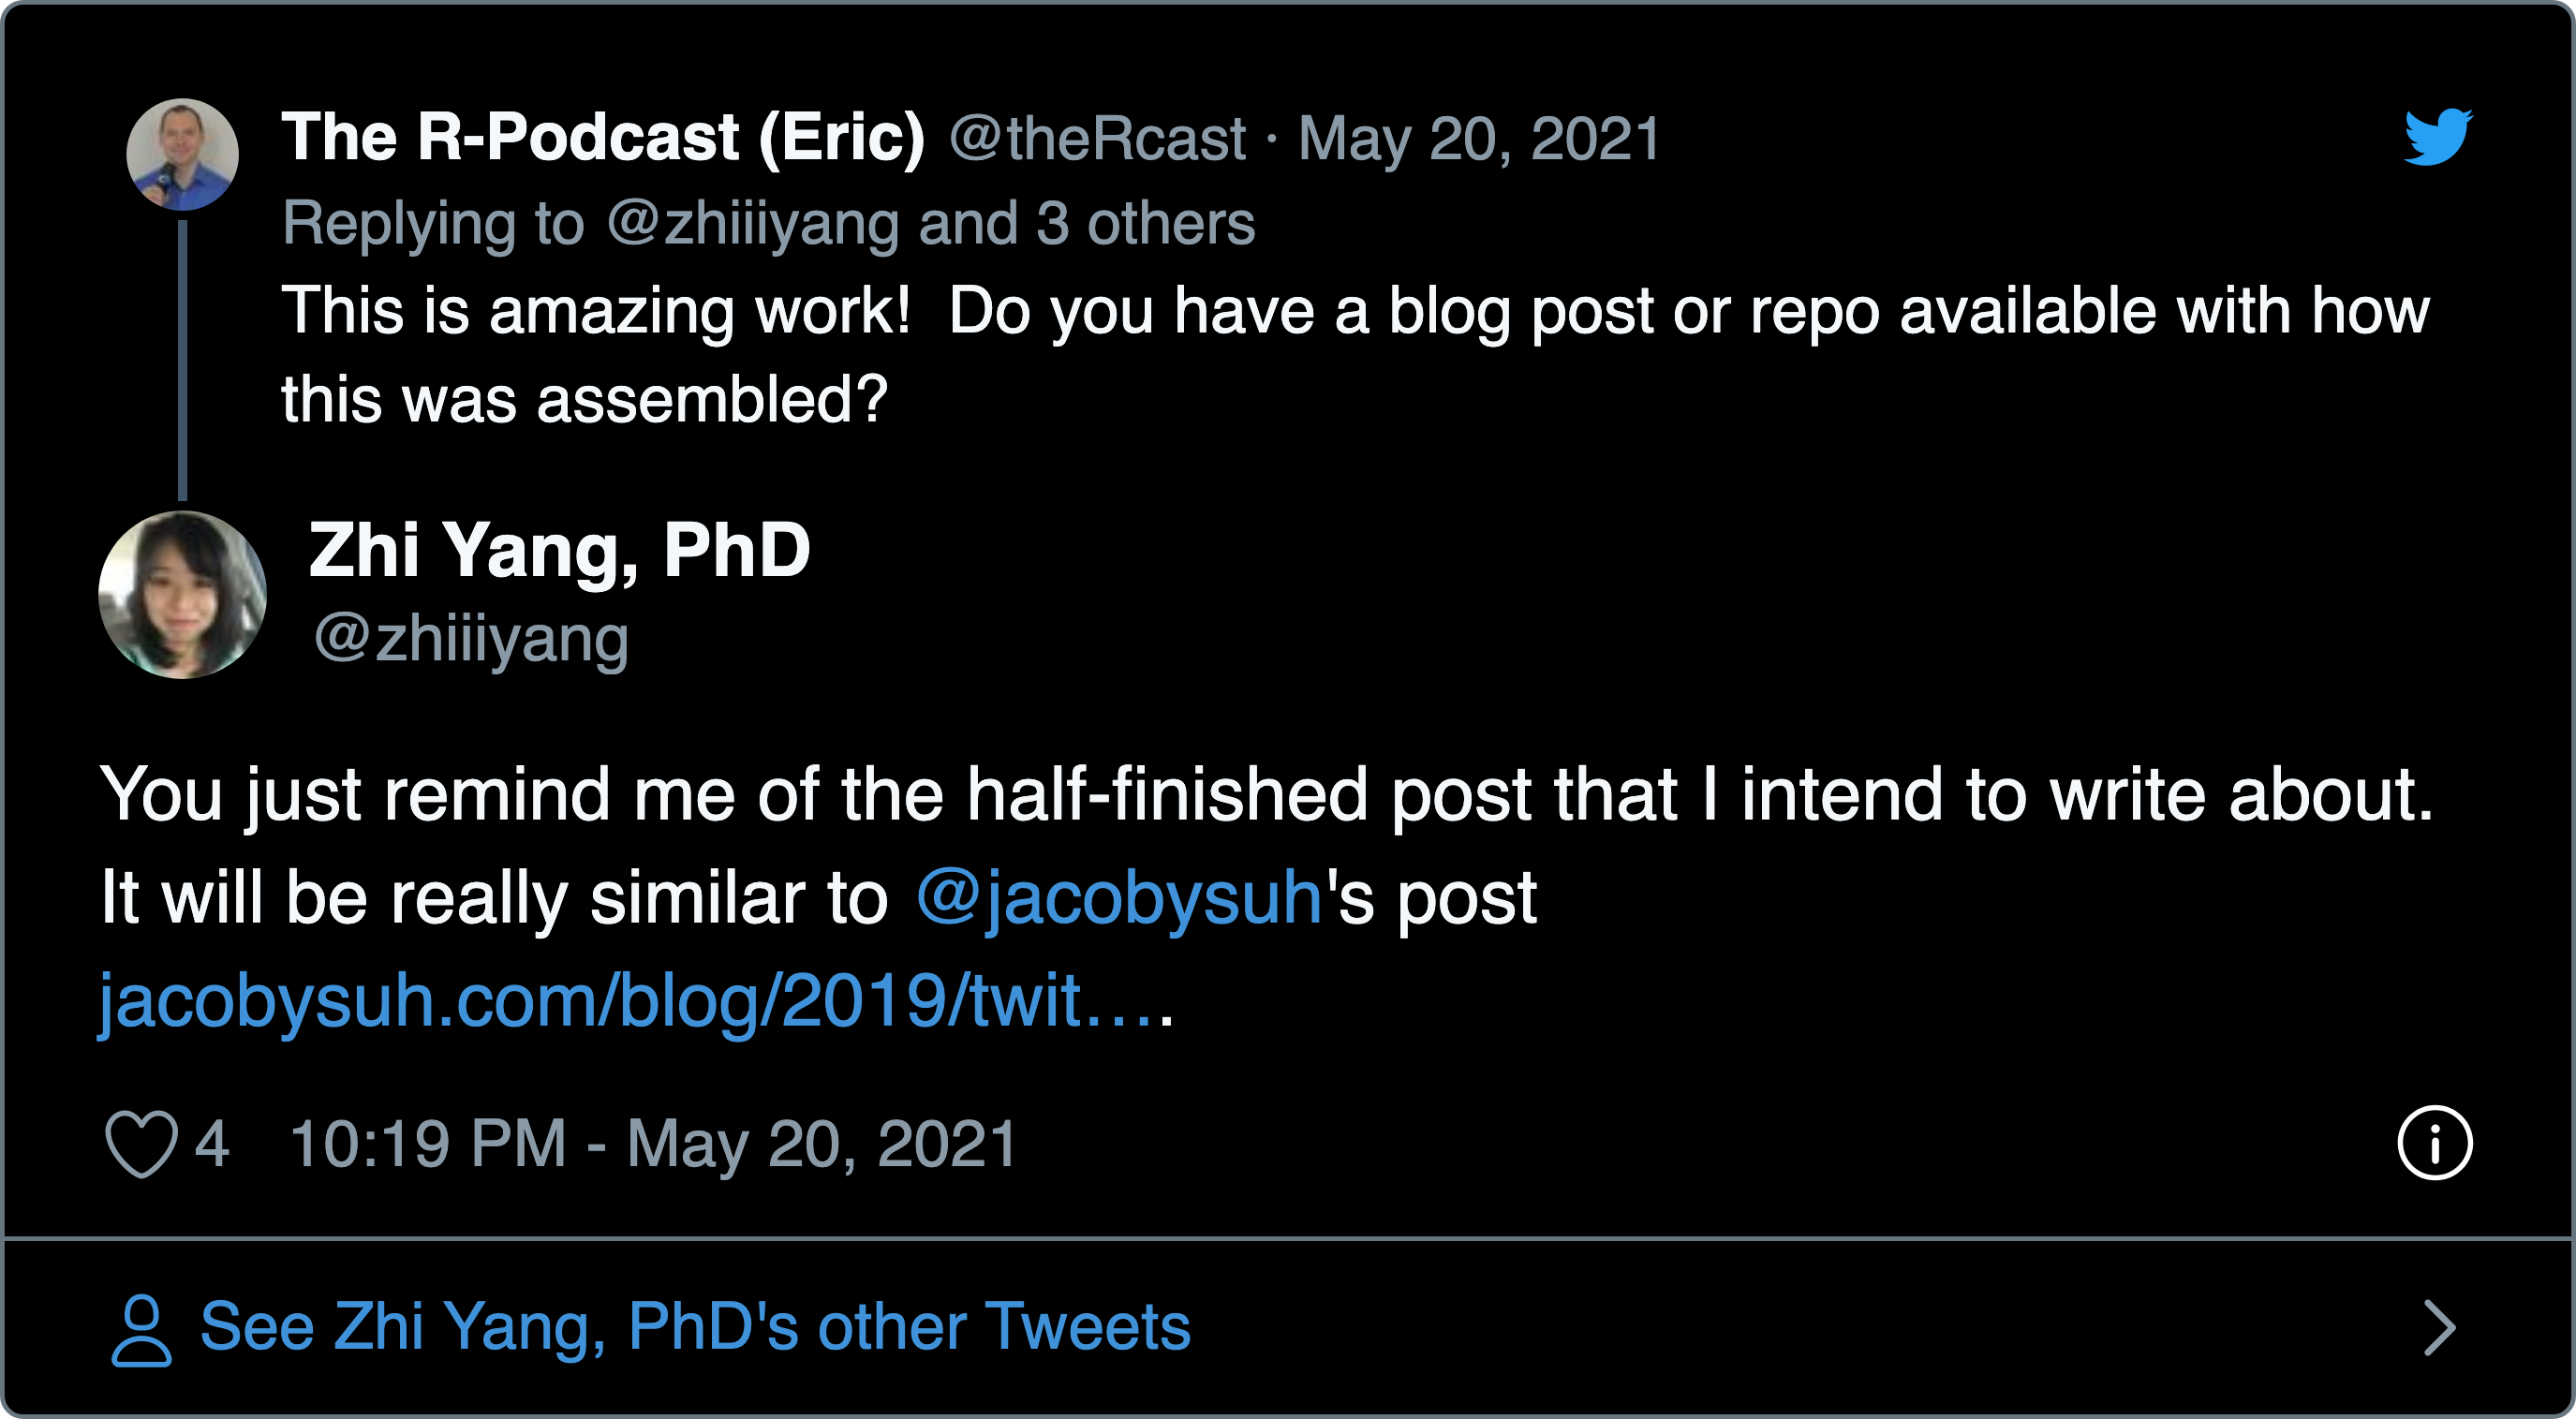 The R-Podcast (Eric) @theRcast · May 20, 2021
Replying to @zhiiiyang and 3 others
This is amazing work!  Do you have a blog post or repo available with how
this was assembled?
Zhi Yang, PhD
@zhiiiyang
You just remind me of the half-finished post that I intend to write about.
It will be really similar to @jacobysuh's post
jacobysuh.com/blog/2019/twit….
4 10:19 PM - May 20, 2021
See Zhi Yang, PhD's other Tweets